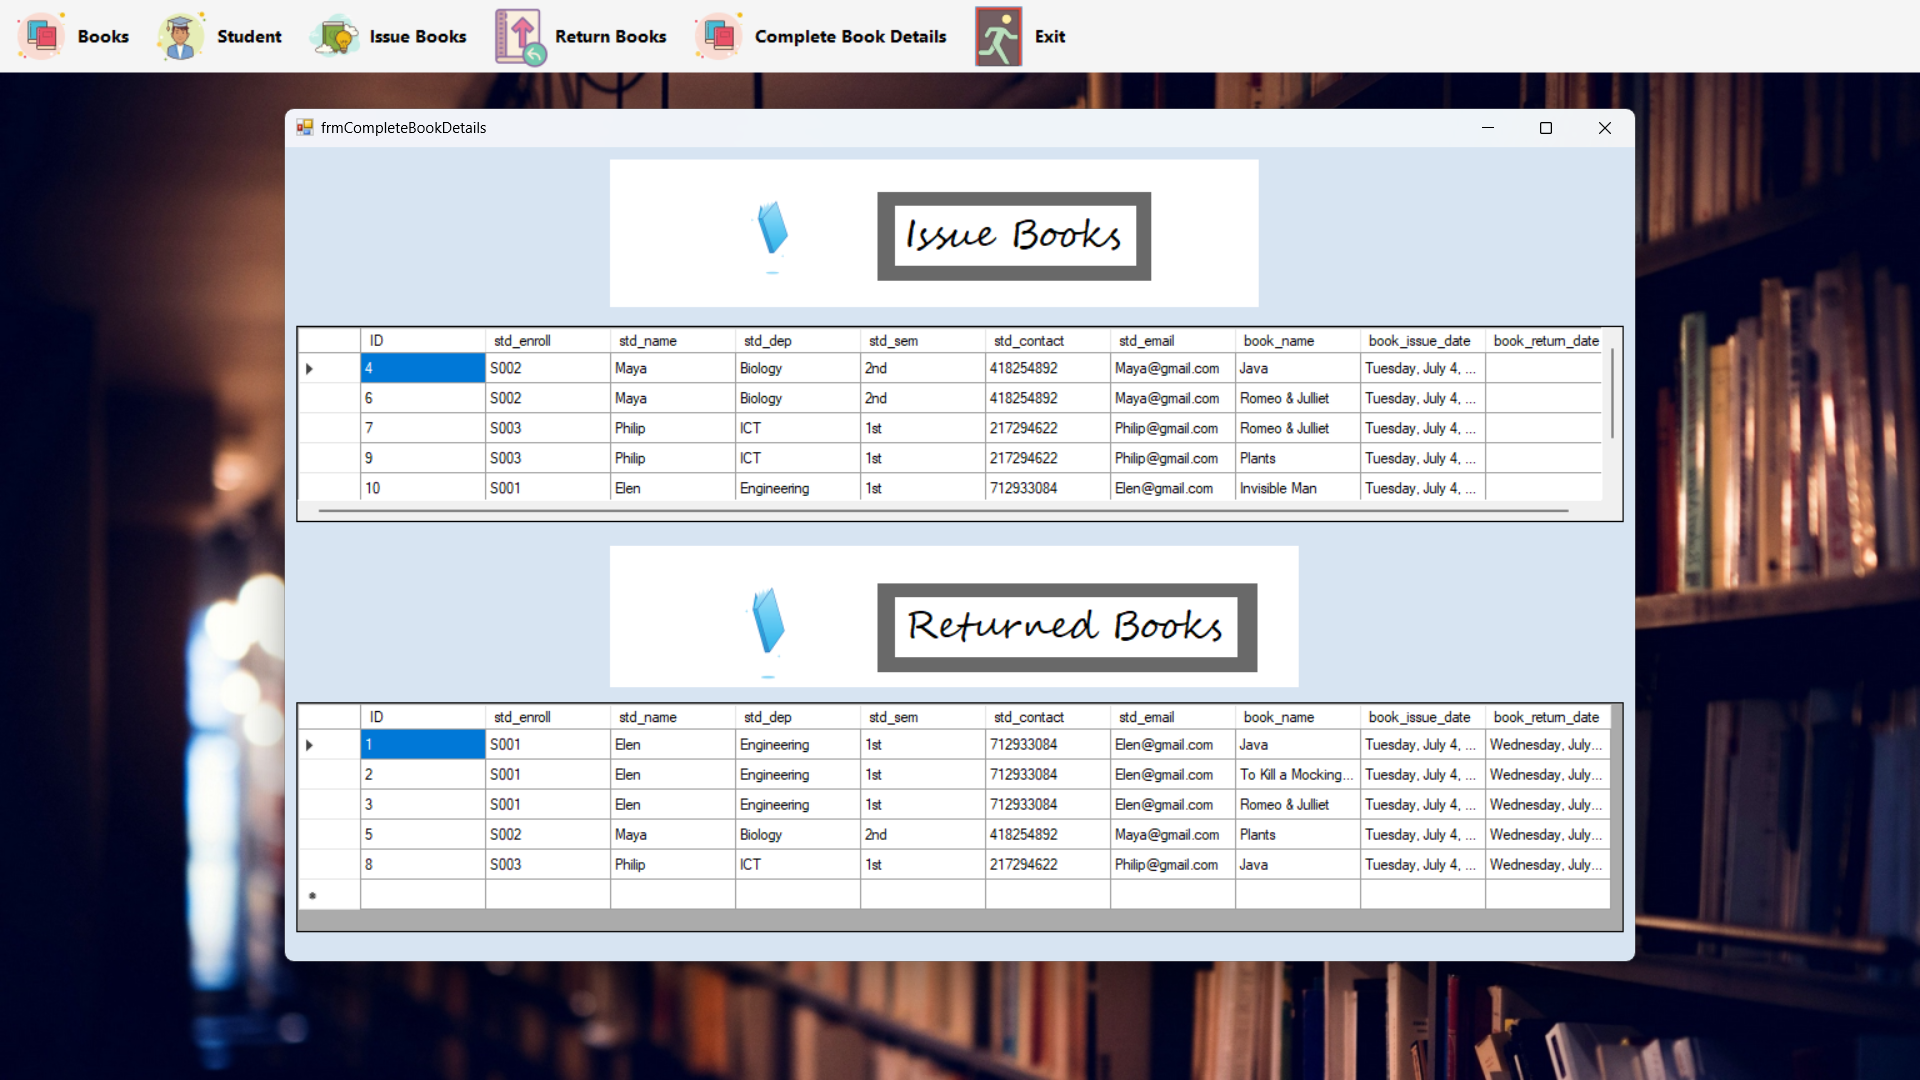 Books Student Issue Books Return Books Complete Book Details Exit
frmCompleteBookDetails
Issue Books
ID std_enroll std_name std_dep std_sem std_contact std_email book_name book_issue_date book_return_date
4 S002 Maya Biology 2nd 418254892 Maya@gmail.com Java Tuesday, July 4, ...
6 S002 Maya Biology 2nd 418254892 Maya@gmail.com Romeo & Julliet Tuesday, July 4, ...
7 S003 Philip ICT 1st 217294622 Philip@gmail.com Romeo & Julliet Tuesday, July 4, ...
9 S003 Philip ICT 1st 217294622 Philip@gmail.com Plants Tuesday, July 4, ...
10 S001 Elen Engineering 1st 712933084 Elen@gmail.com Invisible Man Tuesday, July 4, ...
Returned Books
ID std_enroll std_name std_dep std_sem std_contact std_email book_name book_issue_date book_return_date
1 S001 Elen Engineering 1st 712933084 Elen@gmail.com Java Tuesday, July 4, ... Wednesday, July...
2 S001 Elen Engineering 1st 712933084 Elen@gmail.com To Kill a Mocking... Tuesday, July 4, ... Wednesday, July...
3 S001 Elen Engineering 1st 712933084 Elen@gmail.com Romeo & Julliet Tuesday, July 4, ... Wednesday, July...
5 S002 Maya Biology 2nd 418254892 Maya@gmail.com Plants Tuesday, July 4, ... Wednesday, July...
8 S003 Philip ICT 1st 217294622 Philip@gmail.com Java Tuesday, July 4, ... Wednesday, July...